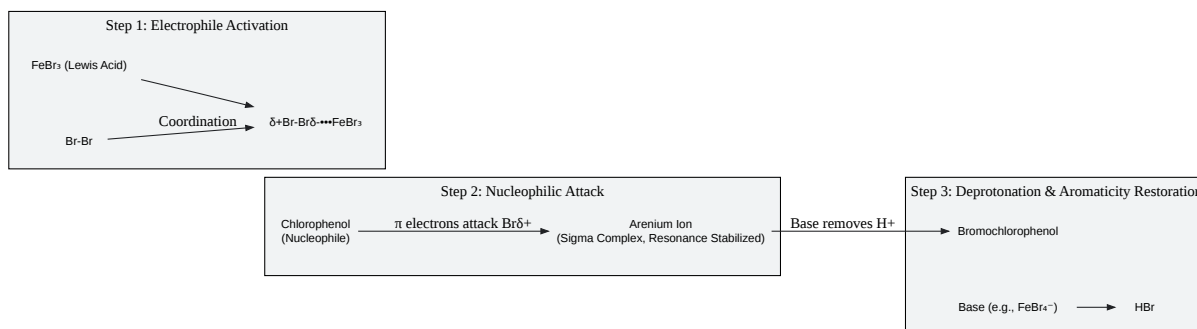 Step 1: Electrophile Activation
FeBr₃ (Lewis Acid)
Br-Br
Coordination
δ+Br-Brδ-•••FeBr₃
Step 2: Nucleophilic Attack
Chlorophenol
(Nucleophile)
π electrons attack Brδ+
Arenium Ion
(Sigma Complex, Resonance Stabilized)
Base removes H+
Step 3: Deprotonation & Aromaticity Restoration
Bromochlorophenol
Base (e.g., FeBr₄⁻)
HBr